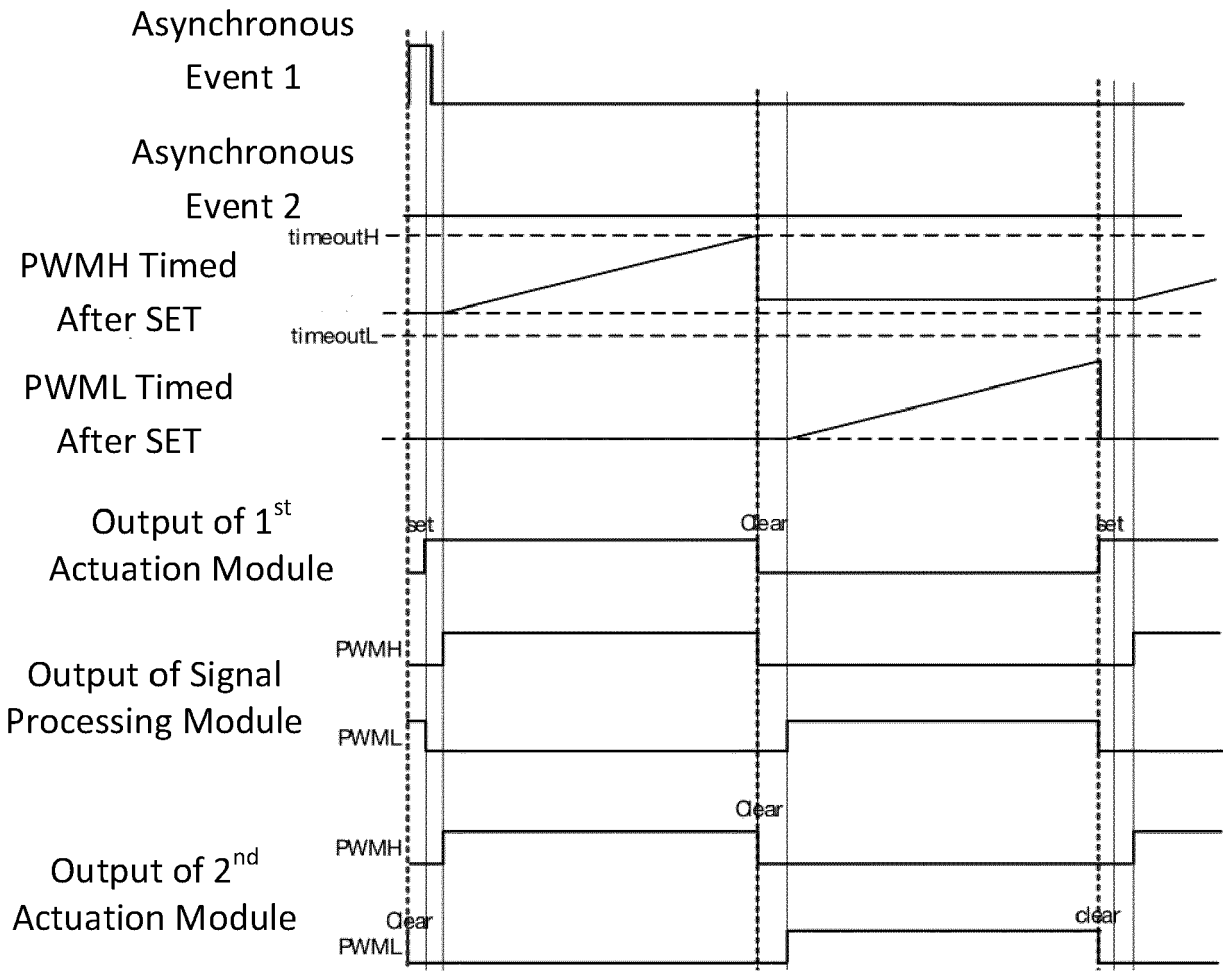 Asynchronous
Event 1
Asynchronous
Event 2
timeoutH
PWMH Timed
After SET
timeoutL
PWML Timed
After SET
Output of 1st
Actuation Module
set
Clear
set
Output of Signal
Processing Module
PWMH
PWML
Output of 2nd
Actuation Module
Clear
PWMH
Clear
clear
PWML